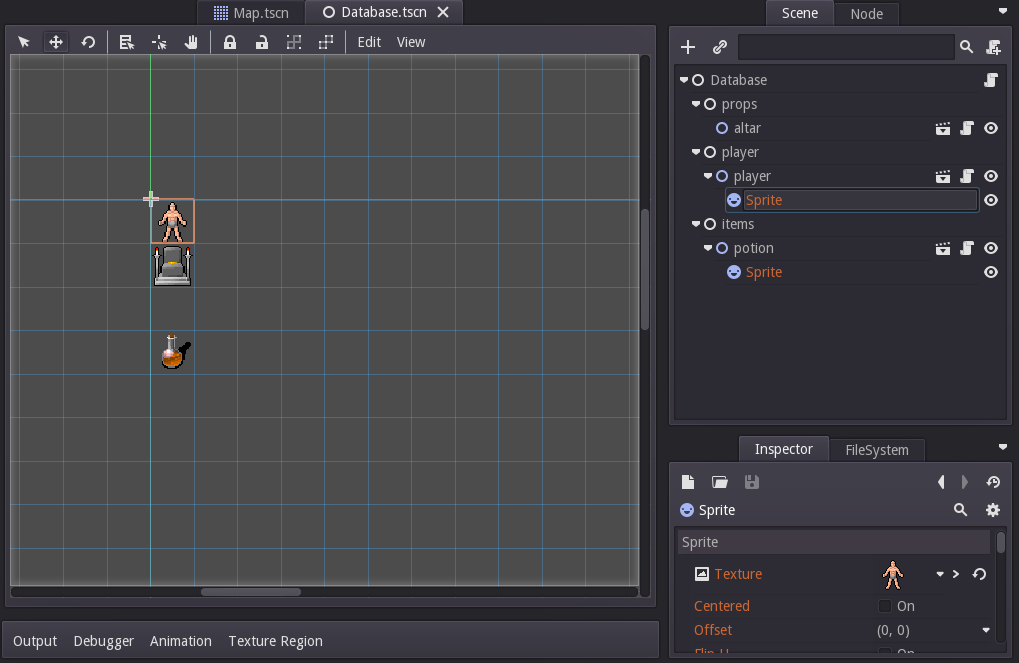 Map.tscn
Database.tscn
Edit View
Scene Node
Database
props
altar
player
player
Sprite
items
potion
Sprite
Inspector FileSystem
Sprite
Sprite
Texture
Centered On
Offset (0, 0)
On
Output Debugger Animation Texture Region